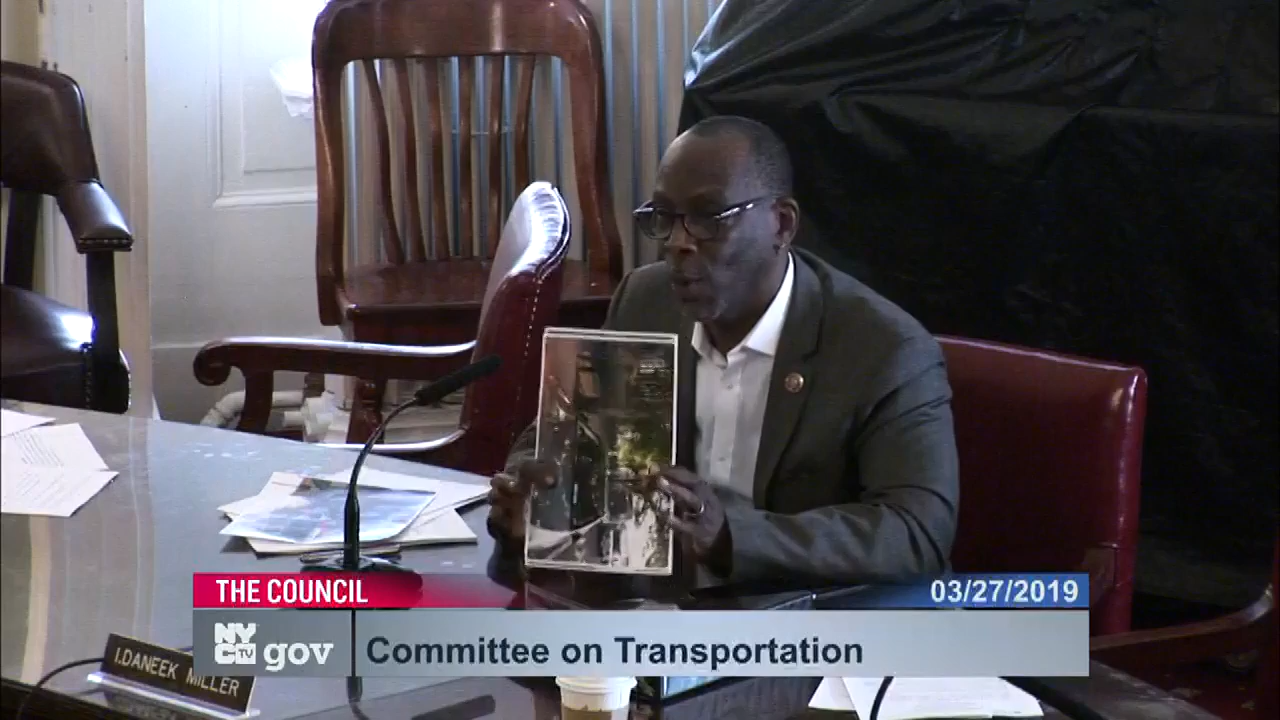 THE COUNCIL
03/27/2019
NYC TV gov
Committee on Transportation
I.DANEEK MILLER